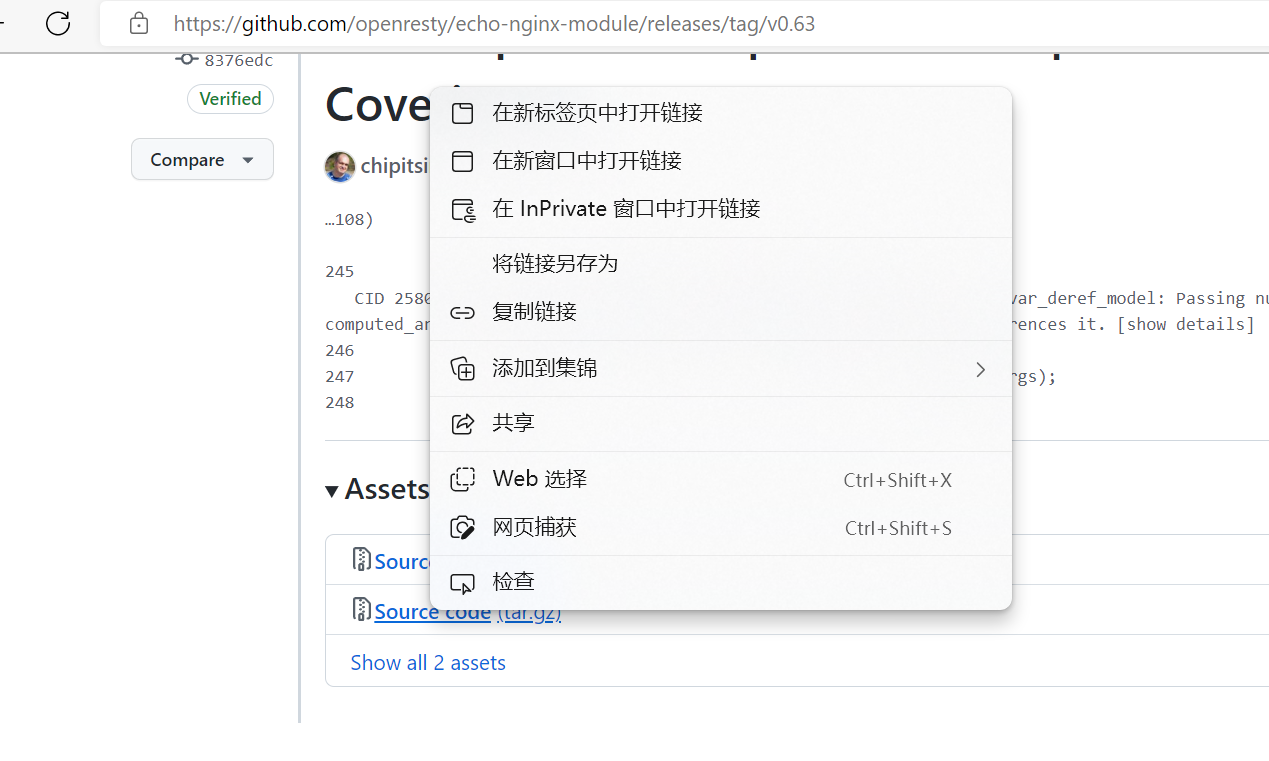 https://github.com/openresty/echo-nginx-module/releases/tag/v0.63
8376edc
Verified
Compare
chipitsi
…108)
245
CID
var_deref_model: Passing
rences it. [show details]
246
247
rgs);
248
在新标签页中打开链接
在新窗口中打开链接
在 InPrivate 窗口中打开链接
将链接另存为
复制链接
添加到集锦
共享
Web 选择 Ctrl+Shift+X
网页捕获 Ctrl+Shift+S
检查
Assets
Source code (tar.gz)
Show all 2 assets